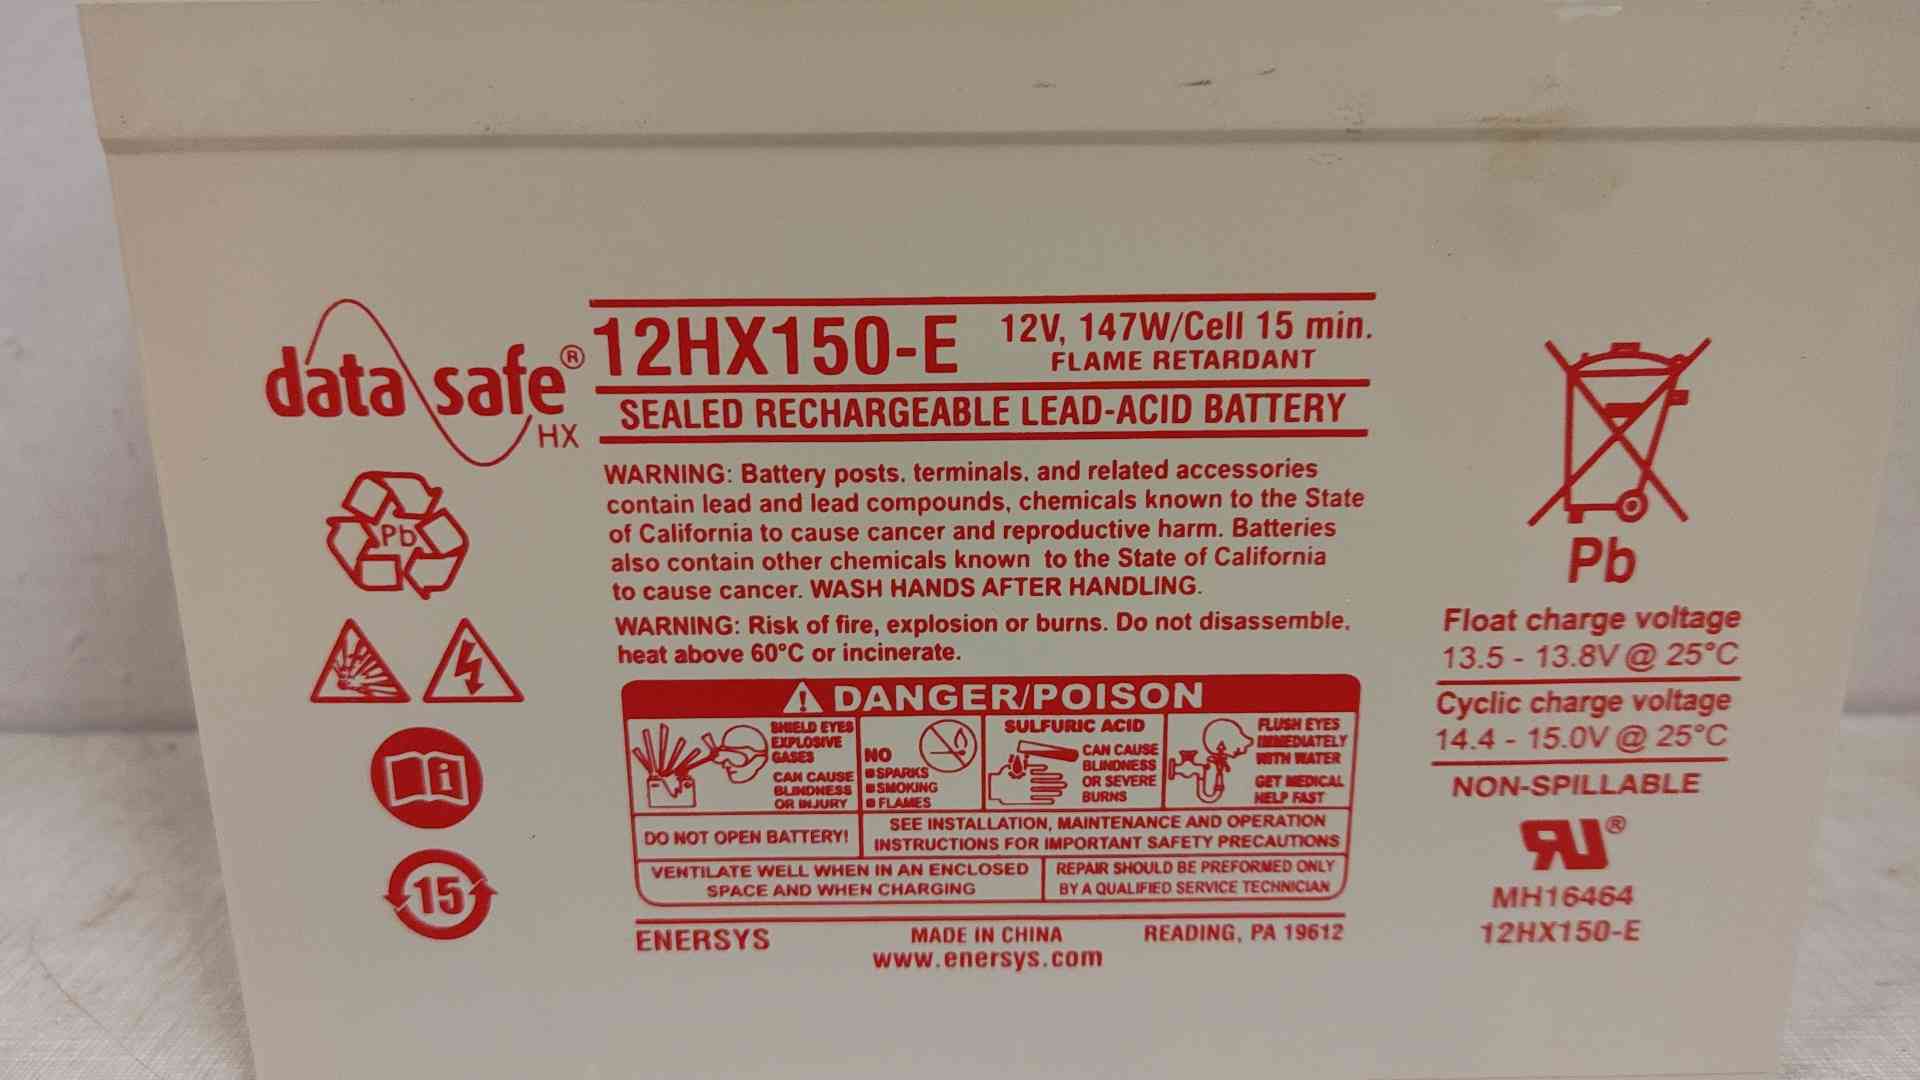 data safe® HX
12HX150-E
12V, 147W/Cell 15 min.
FLAME RETARDANT
SEALED RECHARGEABLE LEAD-ACID BATTERY
WARNING: Battery posts, terminals, and related accessories
contain lead and lead compounds, chemicals known to the State
of California to cause cancer and reproductive harm. Batteries
also contain other chemicals known to the State of California
to cause cancer. WASH HANDS AFTER HANDLING.
WARNING: Risk of fire, explosion or burns. Do not disassemble,
heat above 60°C or incinerate.
DANGER/POISON
SHIELD EYES
EXPLOSIVE
GASES
CAN CAUSE
BLINDNESS
OR INJURY
NO
SPARKS
SMOKING
FLAMES
SULFURIC ACID
CAN CAUSE
BLINDNESS
OR SEVERE
BURNS
FLUSH EYES
IMMEDIATELY
WITH WATER
GET MEDICAL
HELP FAST
DO NOT OPEN BATTERY!
SEE INSTALLATION, MAINTENANCE AND OPERATION
INSTRUCTIONS FOR IMPORTANT SAFETY PRECAUTIONS
VENTILATE WELL WHEN IN AN ENCLOSED
SPACE AND WHEN CHARGING
REPAIR SHOULD BE PREFORMED ONLY
BY A QUALIFIED SERVICE TECHNICIAN
ENERSYS
MADE IN CHINA
READING, PA 19612
www.enersys.com
Pb
15
Pb
Float charge voltage
13.5 - 13.8V @ 25°C
Cyclic charge voltage
14.4 - 15.0V @ 25°C
NON-SPILLABLE
RU®
MH16464
12HX150-E